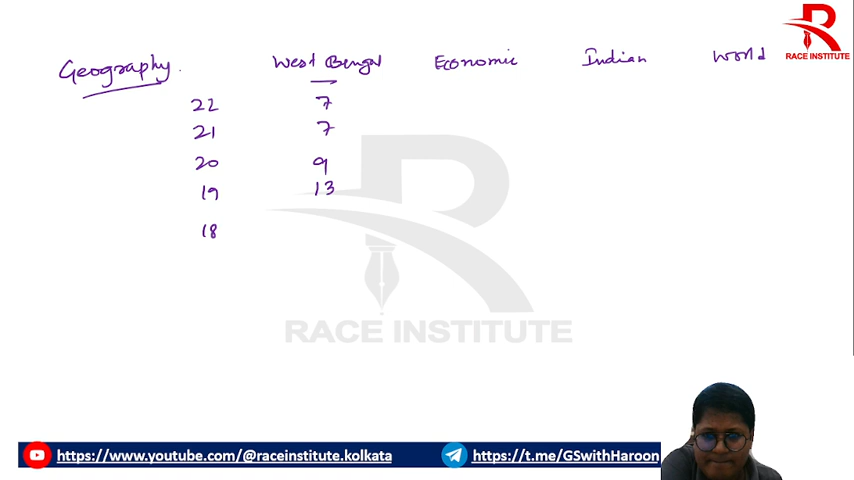 RACE INSTITUTE
Geography. West Bengal Economic Indian World
22 7
21 7
20 9
19 13
18
RACE INSTITUTE
https://www.youtube.com/@raceinstitute.kolkata https://t.me/GSwithHaroon